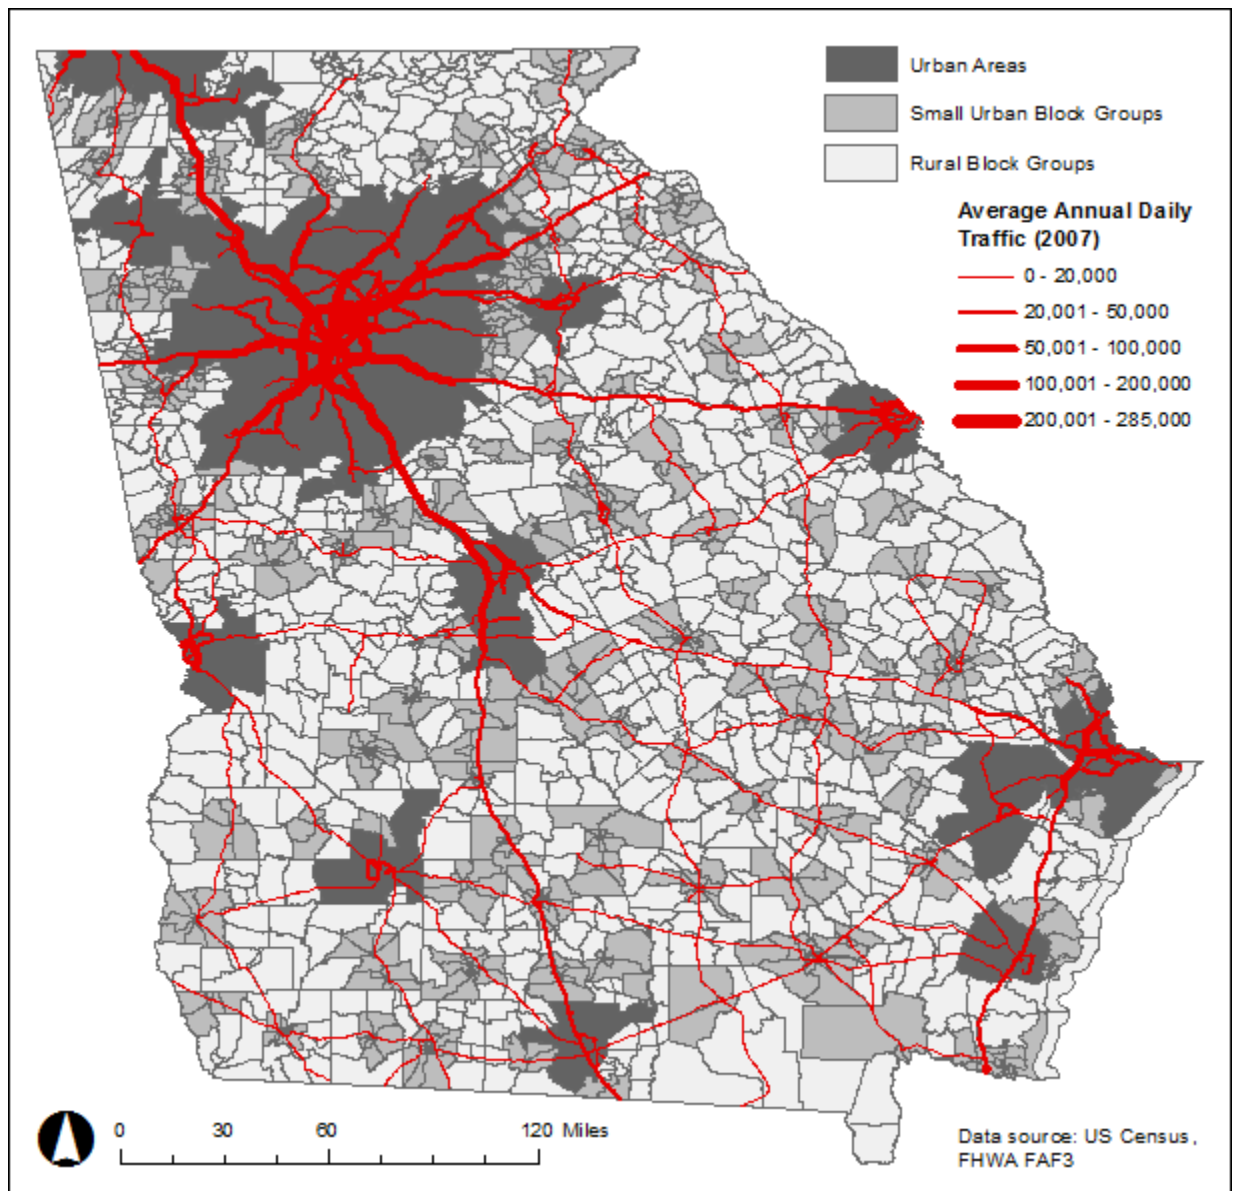 Urban Areas
Small Urban Block Groups
Rural Block Groups
Average Annual Daily
Traffic (2007)
0 - 20,000
20,001 - 50,000
50,001 - 100,000
100,001 - 200,000
200,001 - 285,000
0 30 60 120 Miles
Data source: US Census,
FHWA FAF3